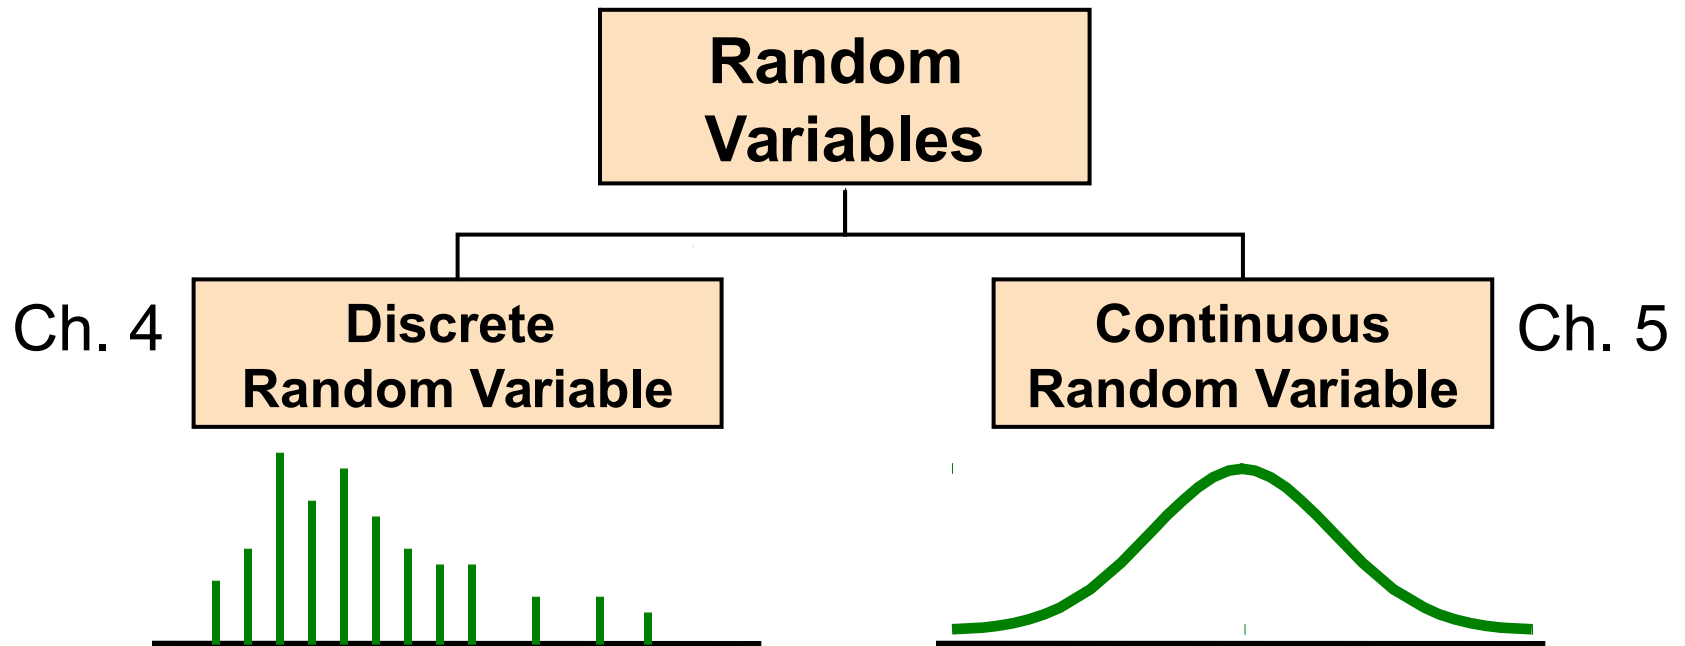 Random
Variables
Ch. 4
Discrete
Random Variable
Continuous
Random Variable
Ch. 5